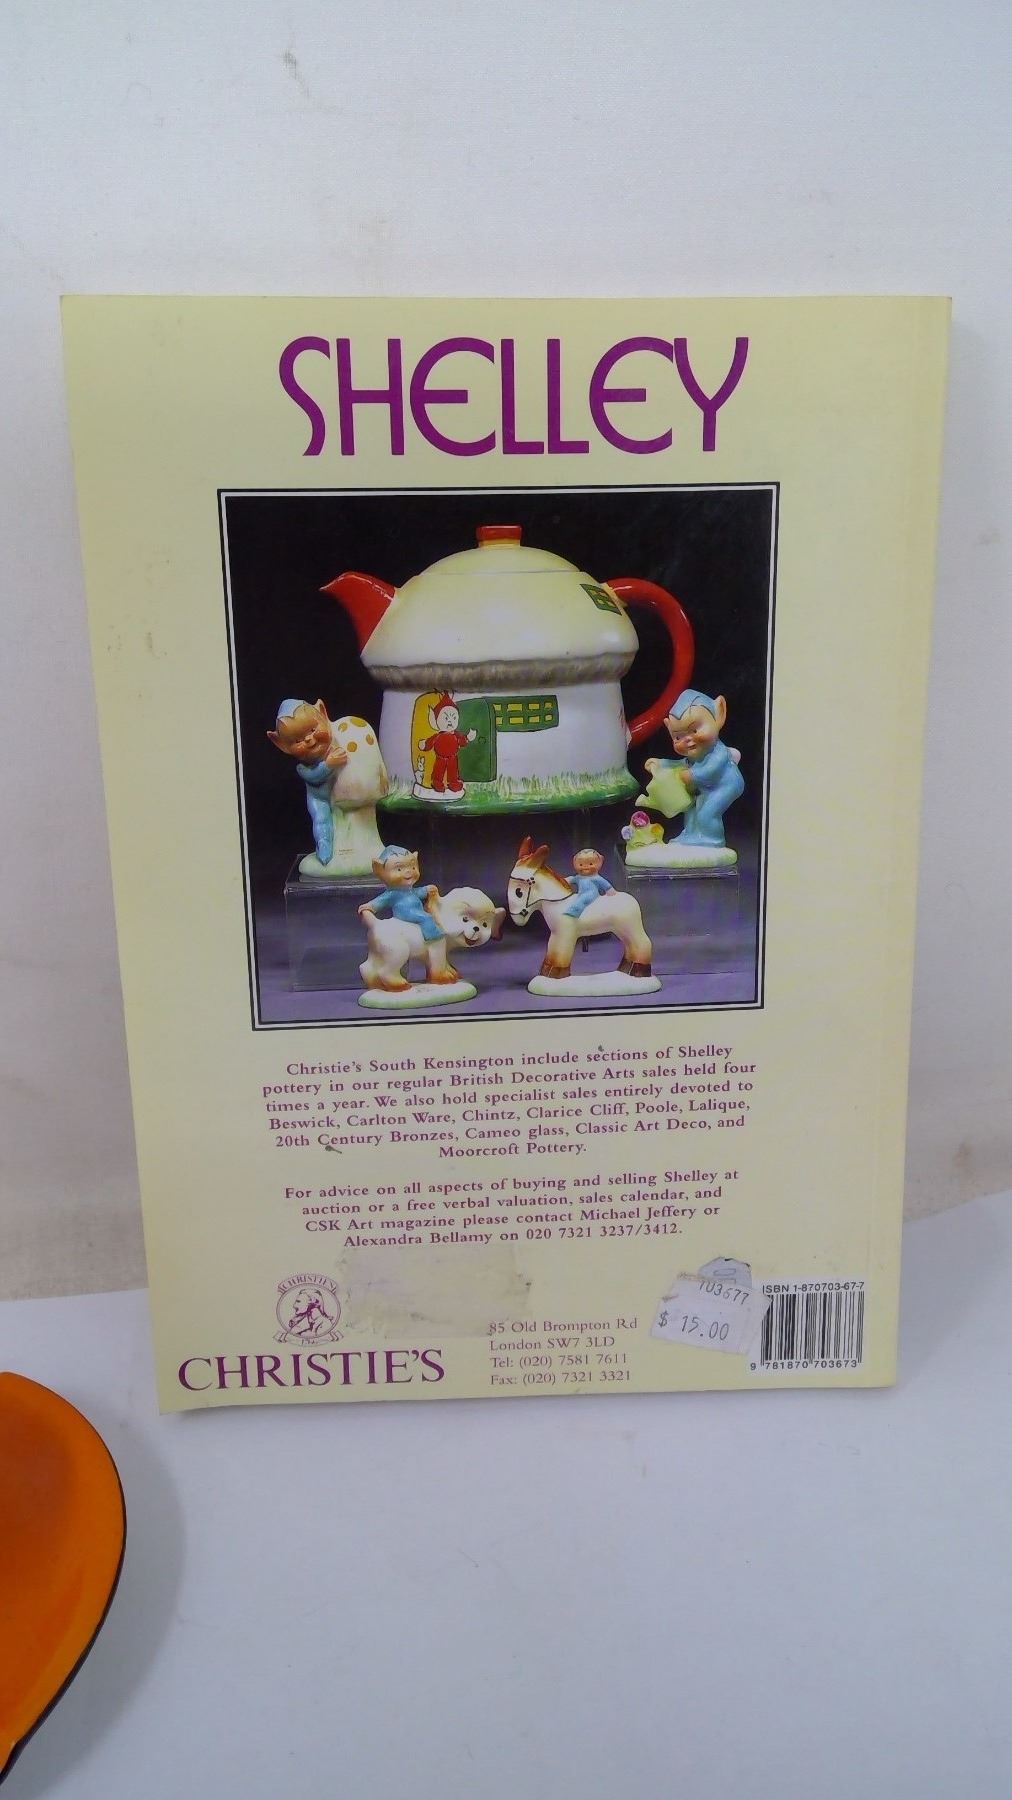 SHELLEY
Christie's South Kensington include sections of Shelley
pottery in our regular British Decorative Arts sales held four
times a year. We also hold specialist sales entirely devoted to
Beswick, Carlton Ware, Chintz, Clarice Cliff, Poole, Lalique,
20th Century Bronzes, Cameo glass, Classic Art Deco, and
Moorcroft Pottery.
For advice on all aspects of buying and selling Shelley at
auction or a free verbal valuation, sales calendar, and
CSK Art magazine please contact Michael Jeffery or
Alexandra Bellamy on 020 7321 3237/3412.
CHRISTIE'S
85 Old Brompton Rd
London SW7 3LD
Tel: (020) 7581 7611
Fax: (020) 7321 3321
103677
$ 15.00
ISBN 1-870703-67-7
9 781870 703673